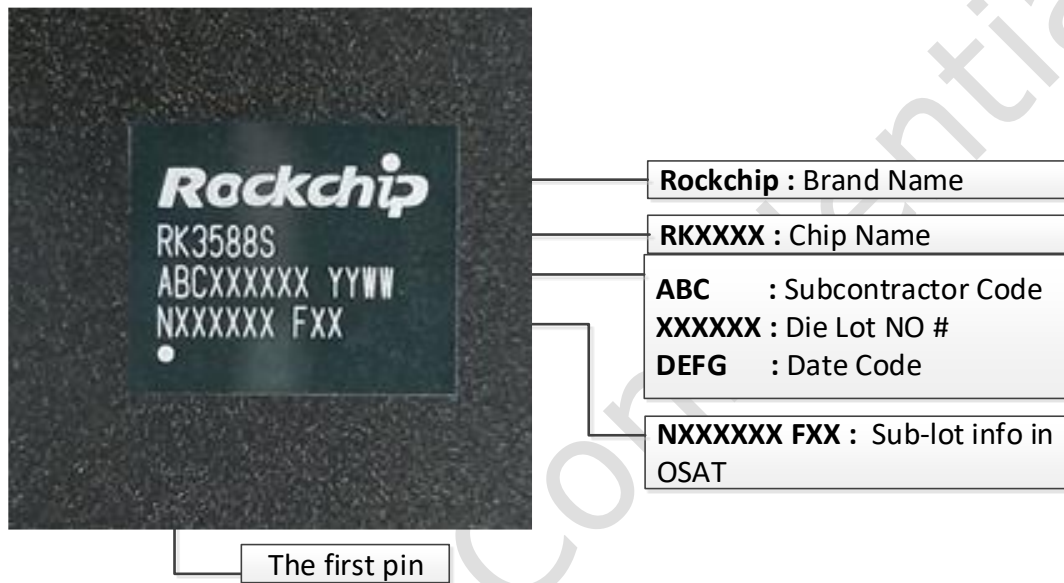 Rockchip
RK3588S
ABCXXXXXX YYWW
NXXXXXX FXX
Rockchip : Brand Name
RKXXXX : Chip Name
ABC : Subcontractor Code
XXXXXX : Die Lot NO #
DEFG : Date Code
NXXXXXX FXX : Sub-lot info in
OSAT
The first pin